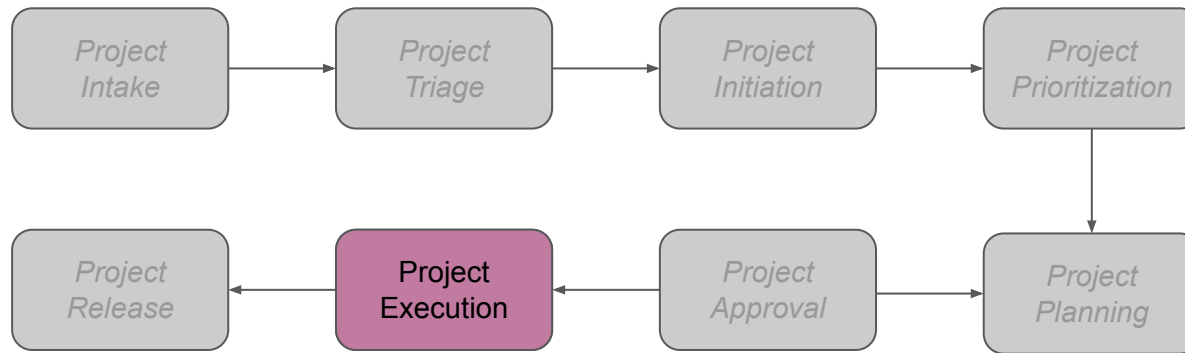 Project
Intake
Project
Triage
Project
Initiation
Project
Prioritization
Project
Release
Project
Execution
Project
Approval
Project
Planning